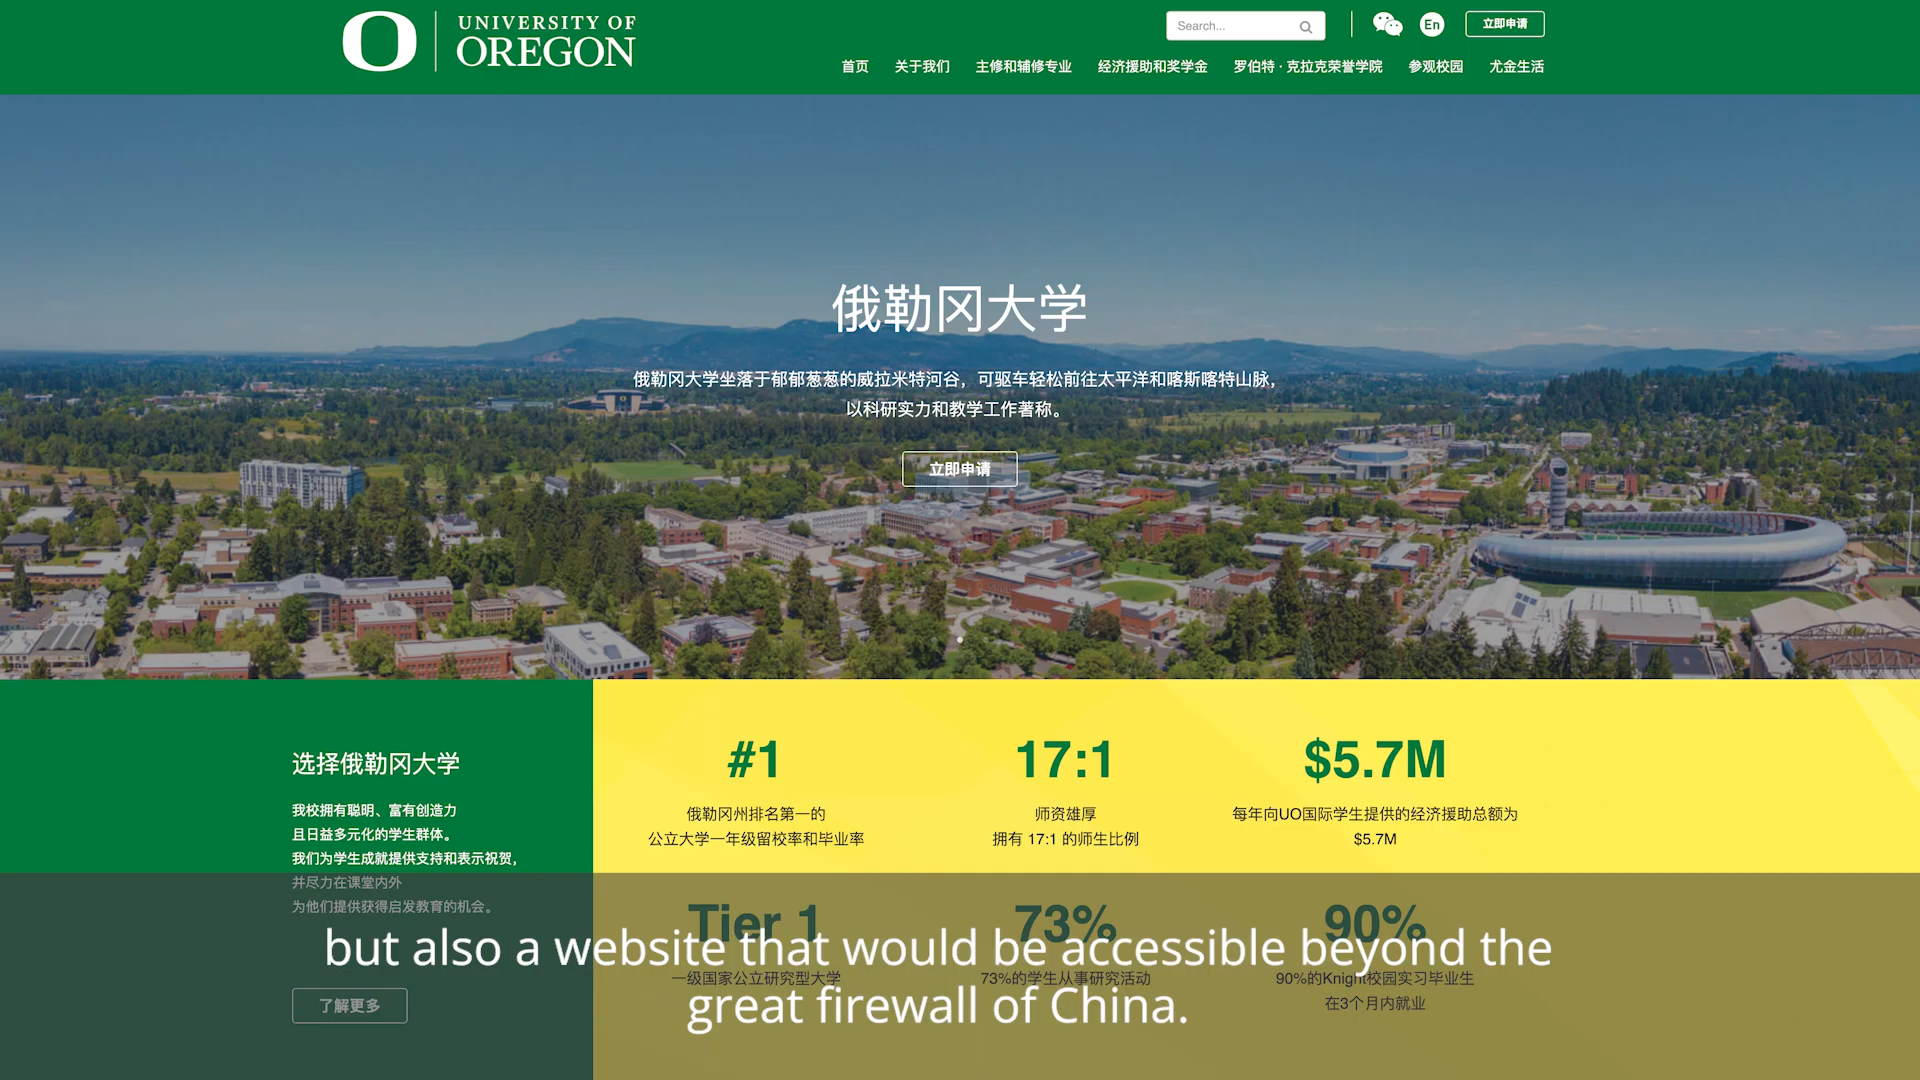 UNIVERSITY OF
OREGON
Search...
En
立即申请
首页
关于我们
主修和辅修专业
经济援助和奖学金
罗伯特 · 克拉克荣誉学院
参观校园
尤金生活
俄勒冈大学
俄勒冈大学坐落于郁郁葱葱的威拉米特河谷，可驱车轻松前往太平洋和喀斯喀特山脉，
以科研实力和教学工作著称。
立即申请
选择俄勒冈大学
我校拥有聪明、富有创造力
且日益多元化的学生群体。
我们为学生成就提供支持和表示祝贺，
并尽力在课堂内外
为他们提供获得启发教育的机会。
了解更多
#1
俄勒冈州排名第一的
公立大学一年级留校率和毕业率
17:1
师资雄厚
拥有 17:1 的师生比例
$5.7M
每年向UO国际学生提供的经济援助总额为
$5.7M
Tier 1
一级国家公立研究型大学
73%
73%的学生从事研究活动
90%
90%的Knight校园实习毕业生
在3个月内就业
but also a website that would be accessible beyond the
great firewall of China.